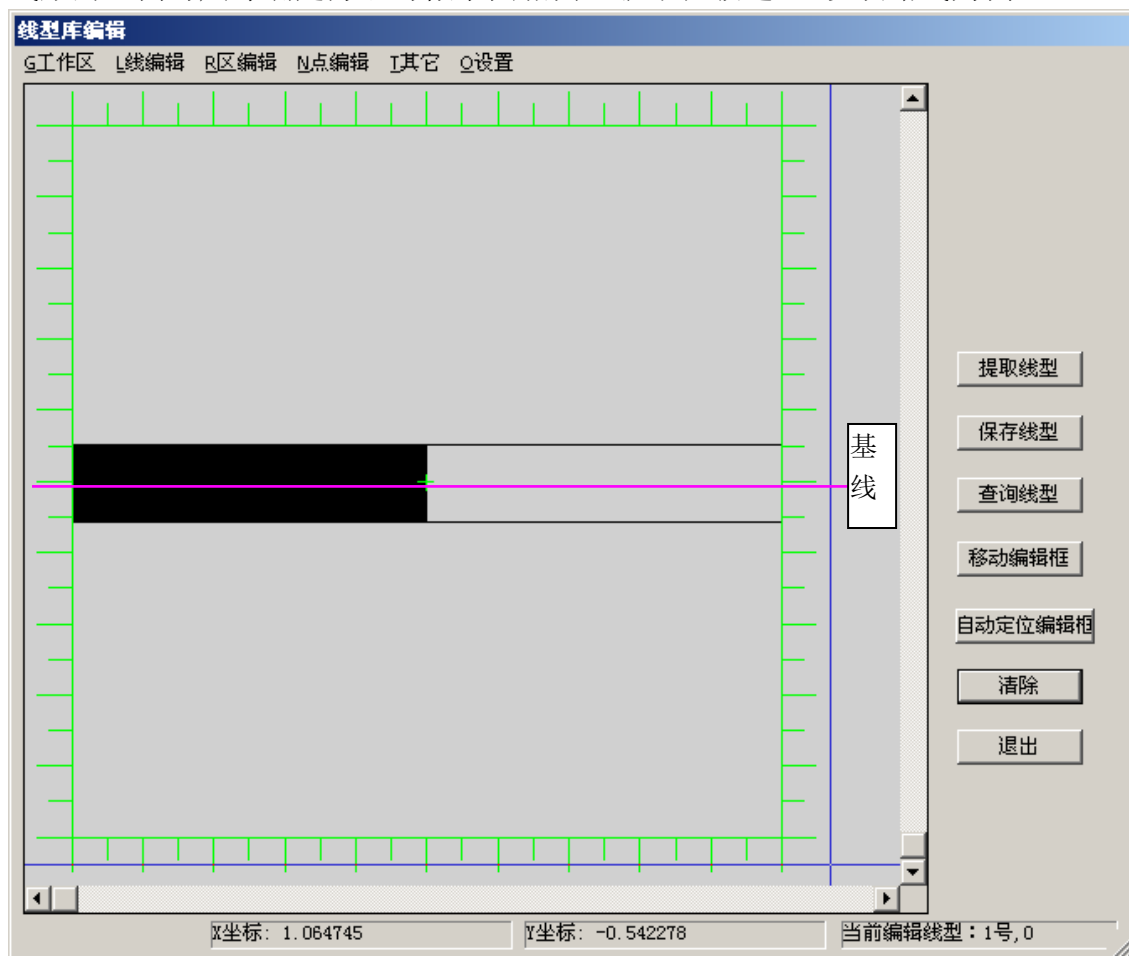 线型库编辑
G工作区 L线编辑 R区编辑 N点编辑 T其它 O设置
提取线型
基线
保存线型
查询线型
移动编辑框
自动定位编辑框
清除
退出
X坐标: 1.064745 Y坐标: -0.542278 当前编辑线型：1号,0